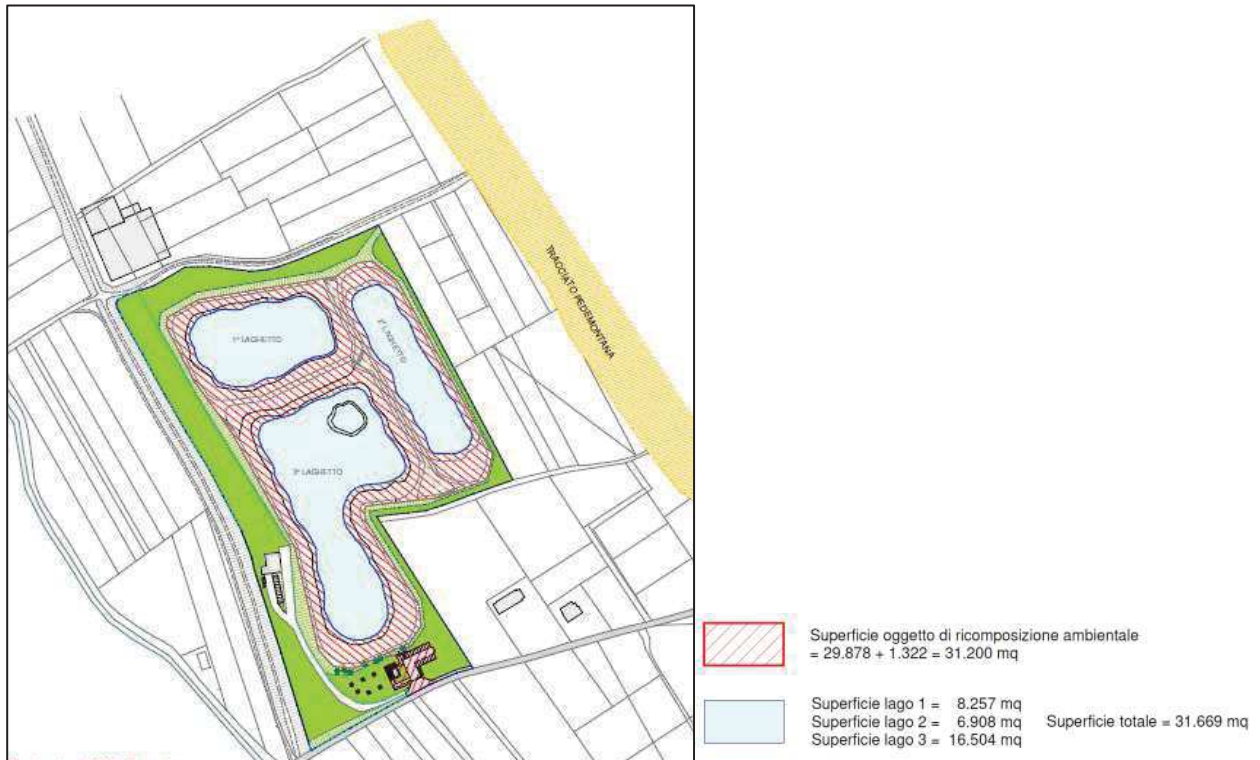 TRACCIATO PEDEMONTANA
1° LAGHETTO
2° LAGHETTO
3° LAGHETTO
Superficie oggetto di ricomposizione ambientale
= 29.878 + 1.322 = 31.200 mq
Superficie lago 1 = 8.257 mq
Superficie lago 2 = 6.908 mq Superficie totale = 31.669 mq
Superficie lago 3 = 16.504 mq